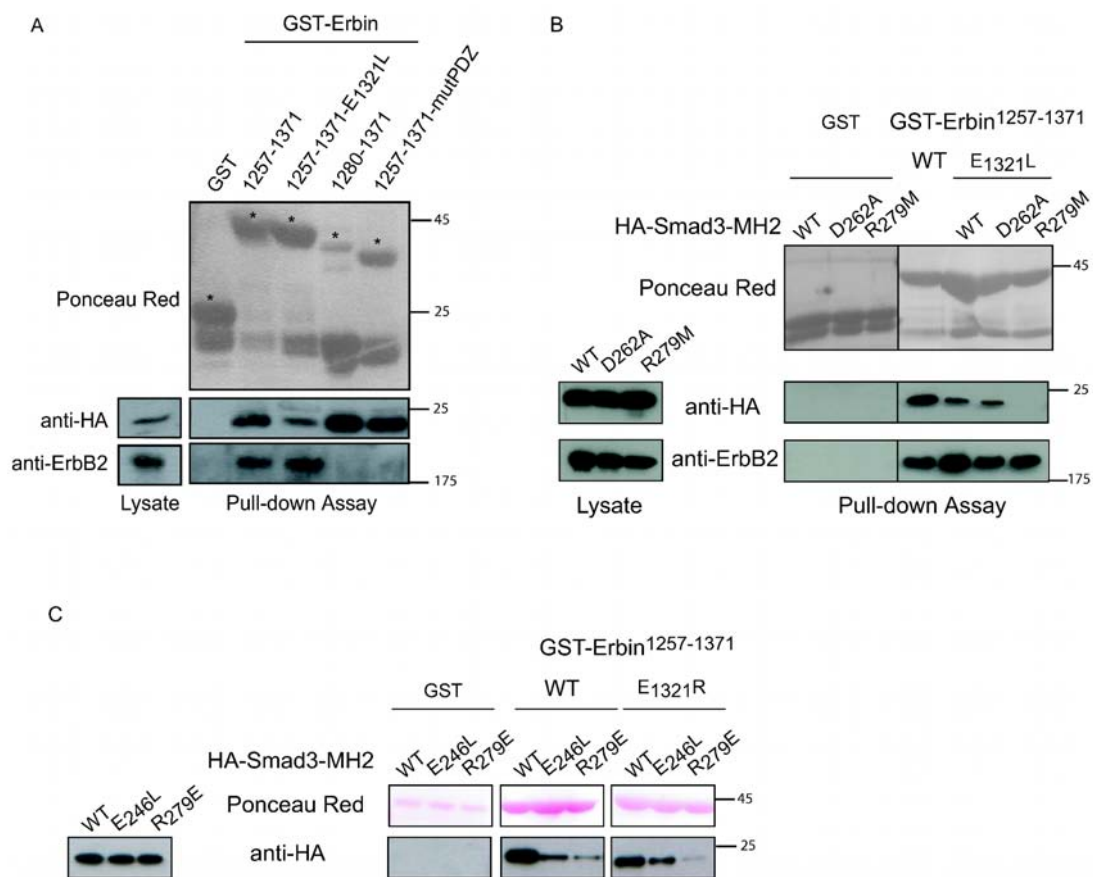 A
GST-Erbin
GST
1257-1371
1257-1371-E1321L
1280-1371
1257-1371-mutPDZ
* * * * *
Ponceau Red
45
25
anti-HA
25
anti-ErbB2
175
Lysate
Pull-down Assay
B
GST
GST-Erbin1257-1371
WT
E1321L
HA-Smad3-MH2
WT D262A R279M
WT D262A R279M
Ponceau Red
45
WT D262A R279M
anti-HA
25
anti-ErbB2
175
Lysate
Pull-down Assay
C
GST-Erbin1257-1371
GST
WT
E1321R
HA-Smad3-MH2
WT E246L R279E
WT E246L R279E
WT E246L R279E
Ponceau Red
45
WT E246L R279E
anti-HA
25